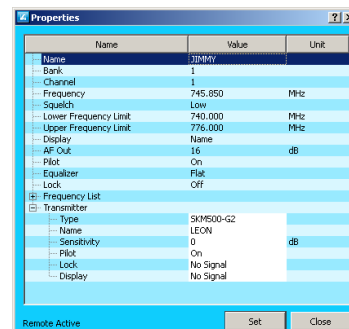 Properties
Name Value Unit
Name JIMMY
Bank 1
Channel 1
Frequency 745.850 MHz
Squelch Low
Lower Frequency Limit 740.000 MHz
Upper Frequency Limit 776.000 MHz
Display Name
AF Out 16 dB
Pilot On
Equalizer Flat
Lock Off
Frequency List
Transmitter
Type SKM500-G2
Name LEON
Sensitivity 0 dB
Pilot On
Lock No Signal
Display No Signal
Remote Active Set Close